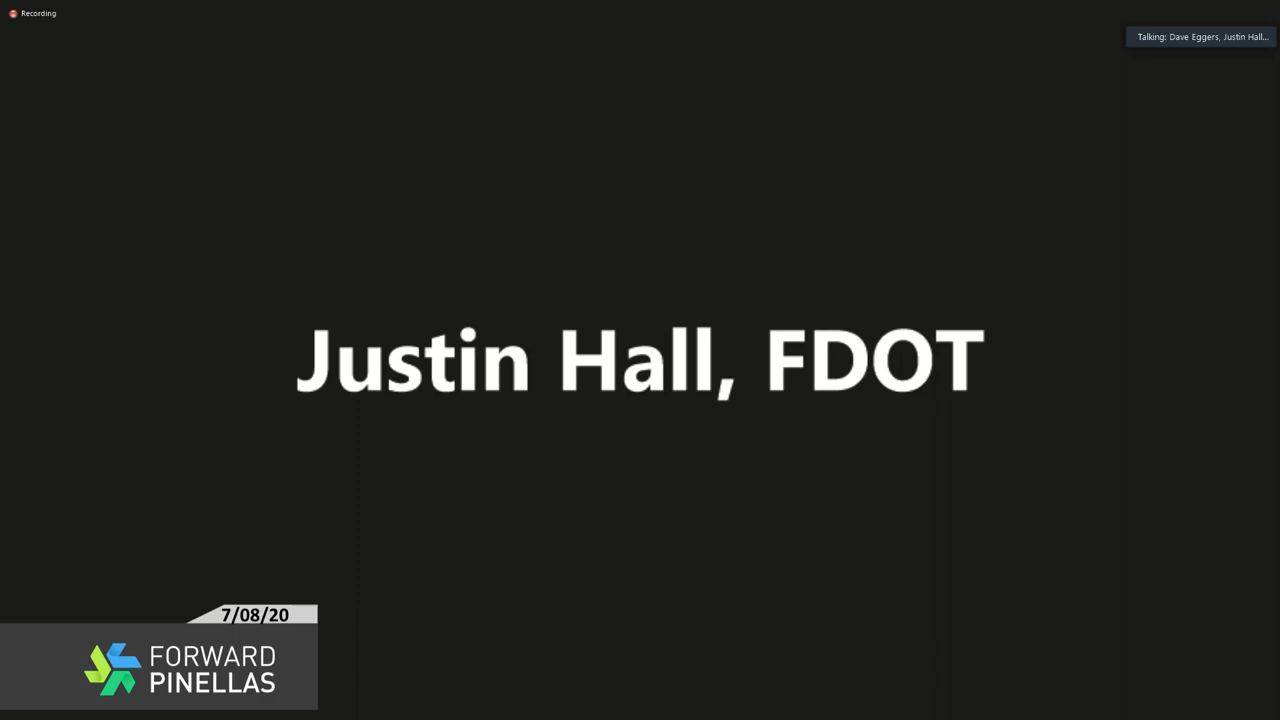 Recording
Talking: Dave Eggers, Justin Hall...
Justin Hall, FDOT
7/08/20
FORWARD
PINELLAS